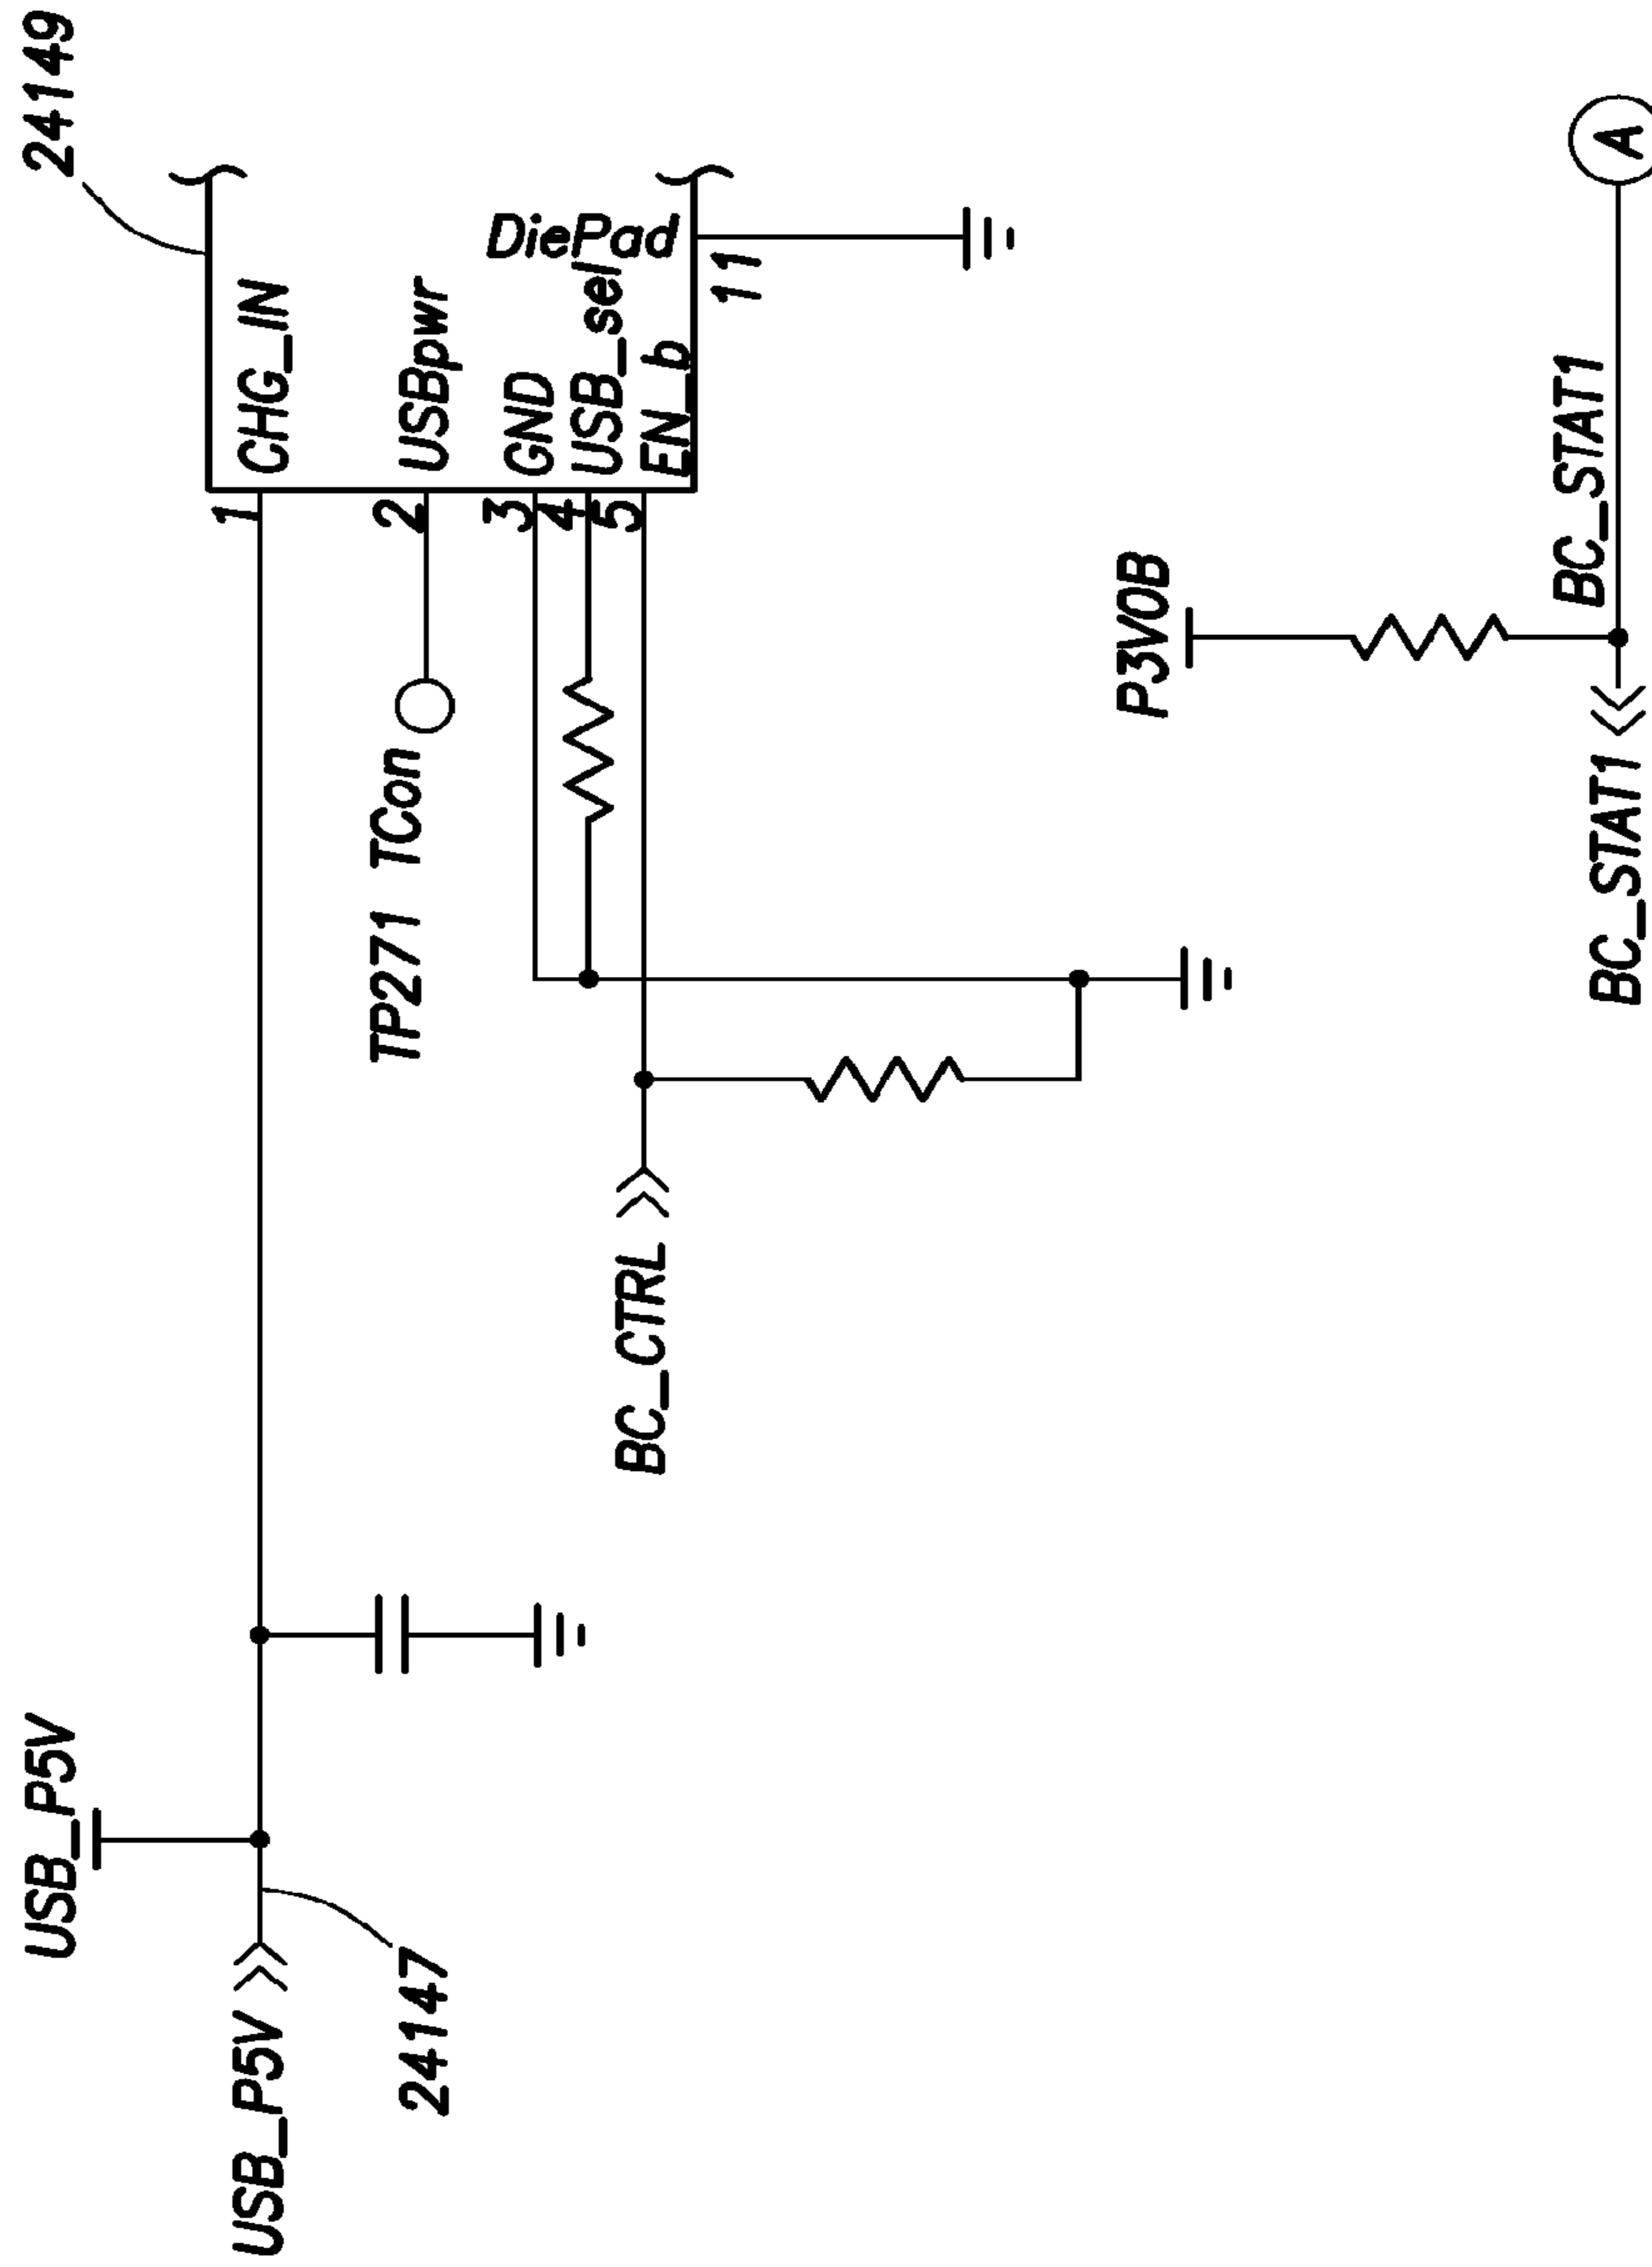 USB_P5V
24149
USB_P5V
24147
1
CHG_IN
TP271 TCon
2
USBpwr
3
GND
4
USB_sel
5
EN_b
DiePad
11
BC_CTRL
P3V0B
BC_STAT1
BC_STAT1
A